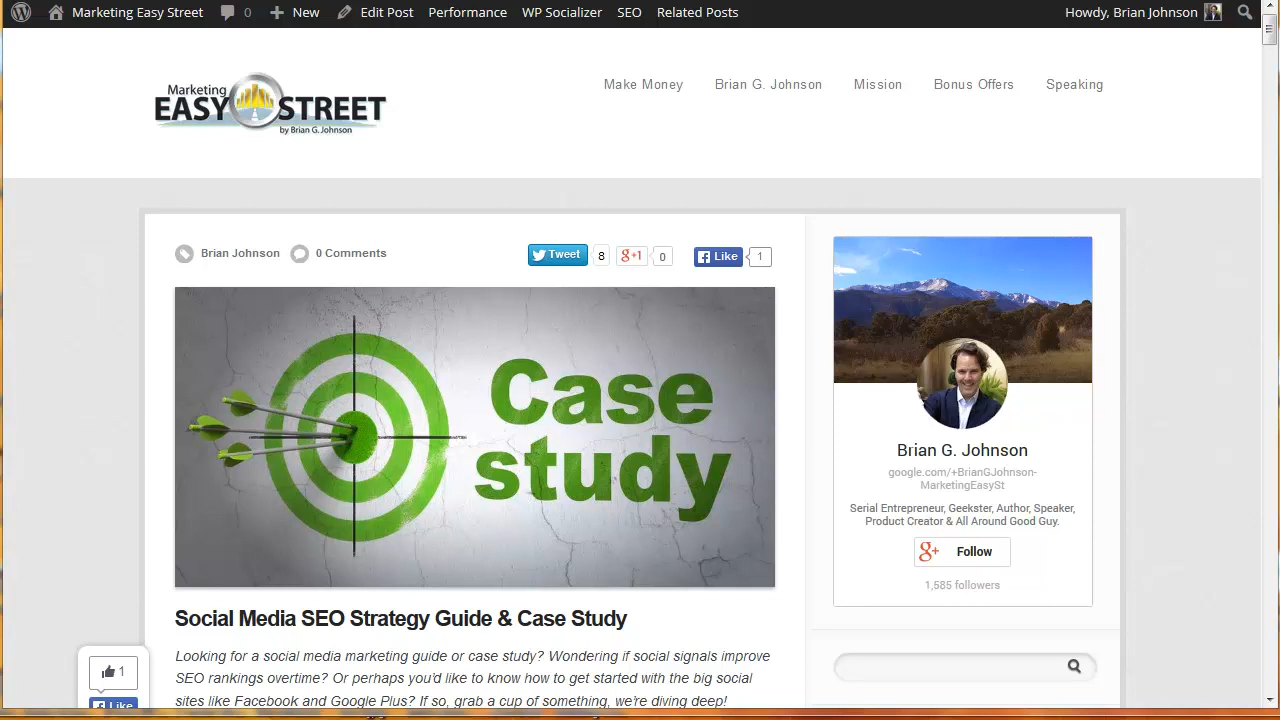 Marketing Easy Street
0
New
Edit Post
Performance
WP Socializer
SEO
Related Posts
Howdy, Brian Johnson
Marketing
EASY STREET
by Brian G. Johnson
Make Money
Brian G. Johnson
Mission
Bonus Offers
Speaking
Brian Johnson
0 Comments
Tweet
8
g+1
0
Like
1
Case
study
Social Media SEO Strategy Guide & Case Study
Looking for a social media marketing guide or case study? Wondering if social signals improve
SEO rankings overtime? Or perhaps you'd like to know how to get started with the big social
sites like Facebook and Google Plus? If so, grab a cup of something, we're diving deep!
1
Like
Brian G. Johnson
google.com/+BrianGJohnson-
MarketingEasySt
Serial Entrepreneur, Geekster, Author, Speaker,
Product Creator & All Around Good Guy.
g+ Follow
1,585 followers